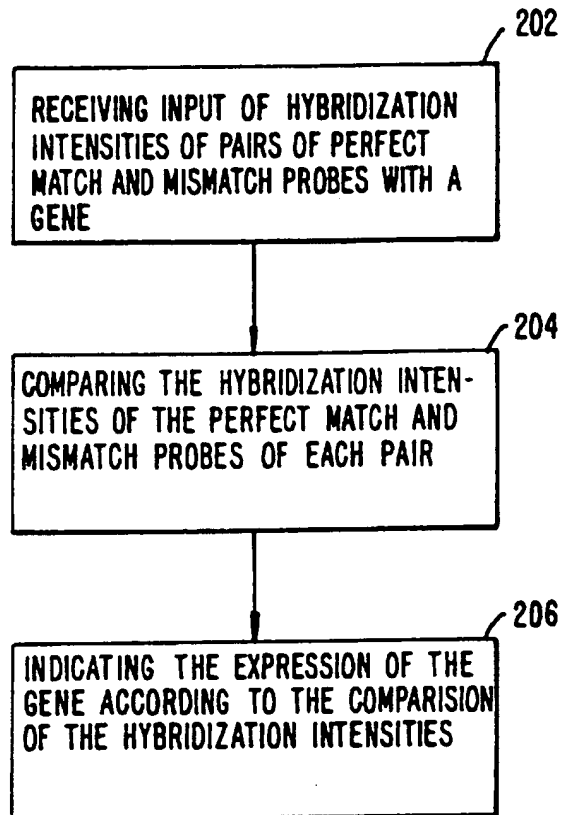 202
RECEIVING INPUT OF HYBRIDIZATION
INTENSITIES OF PAIRS OF PERFECT
MATCH AND MISMATCH PROBES WITH A
GENE
204
COMPARING THE HYBRIDIZATION INTEN-
SITIES OF THE PERFECT MATCH AND
MISMATCH PROBES OF EACH PAIR
206
INDICATING THE EXPRESSION OF THE
GENE ACCORDING TO THE COMPARISION
OF THE HYBRIDIZATION INTENSITIES